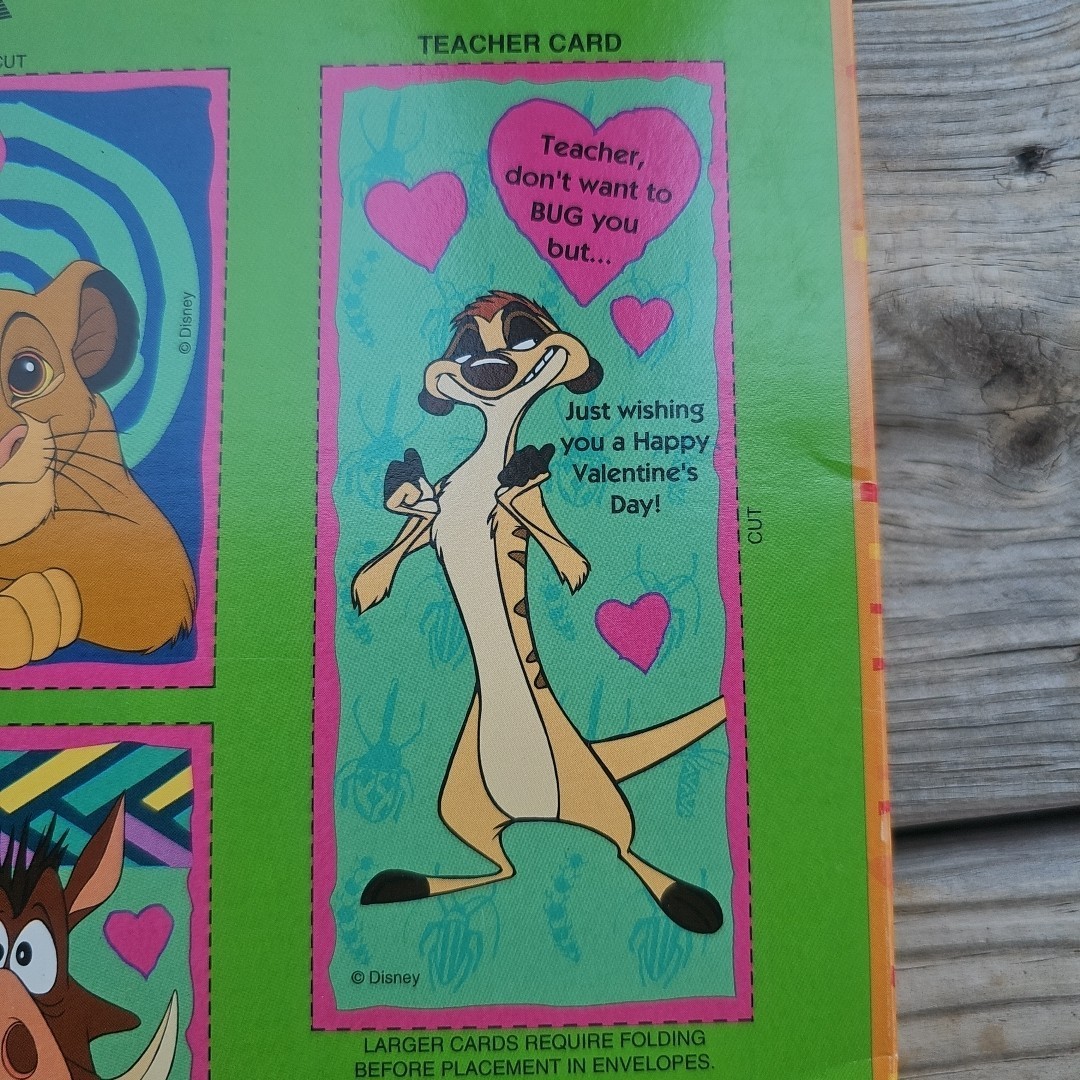 TEACHER CARD
CUT
© Disney
Teacher,
don't want to
BUG you
but...
Just wishing
you a Happy
Valentine's
Day!
CUT
© Disney
LARGER CARDS REQUIRE FOLDING
BEFORE PLACEMENT IN ENVELOPES.